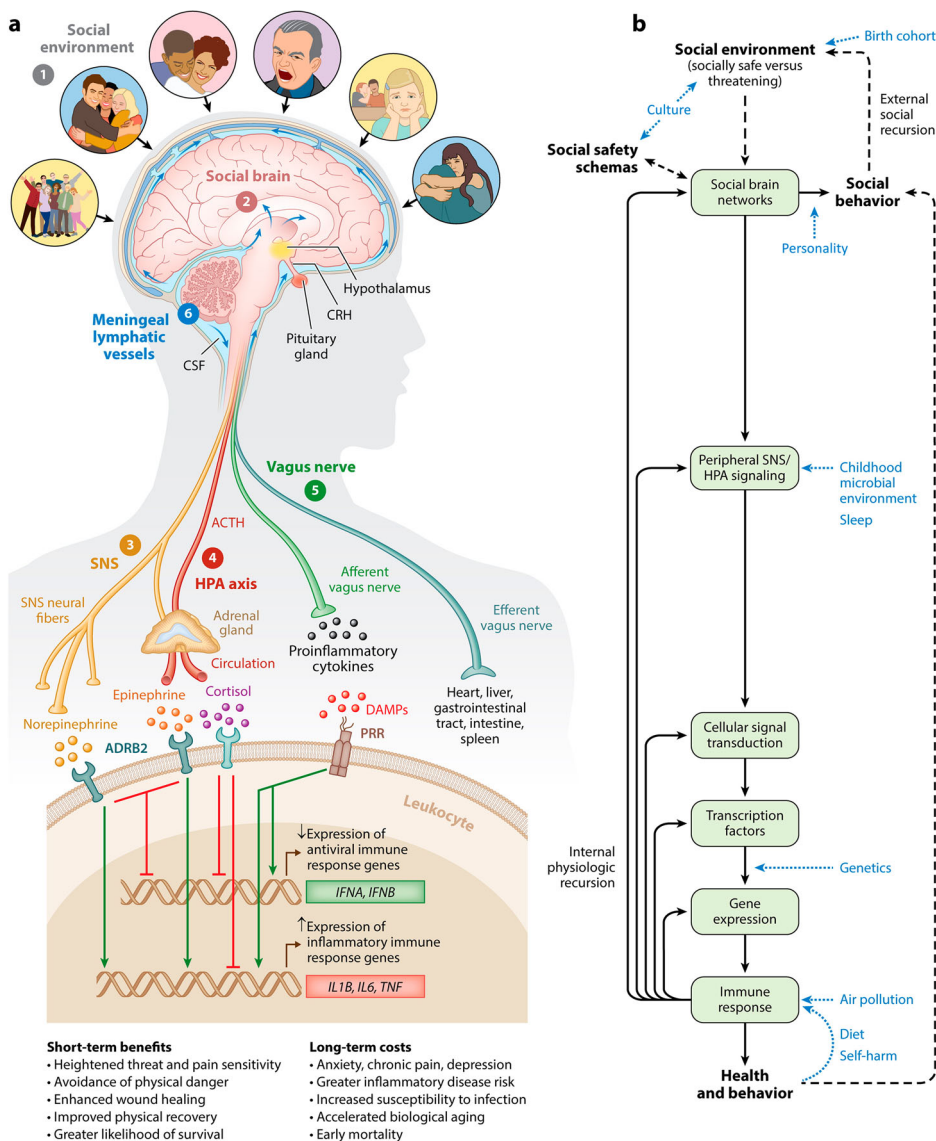 a
Social
environment
1
Social brain
2
Hypothalamus
CRH
Pituitary
gland
6
Meningeal
lymphatic
vessels
CSF
Vagus nerve
5
ACTH
3
SNS
4
HPA axis
SNS neural
fibers
Adrenal
gland
Afferent
vagus nerve
Efferent
vagus nerve
Proinflammatory
cytokines
Circulation
Epinephrine
Cortisol
Norepinephrine
ADRB2
DAMPs
PRR
Heart, liver,
gastrointestinal
tract, intestine,
spleen
Leukocyte
↓Expression of
antiviral immune
response genes
IFNA, IFNB
↑Expression of
inflammatory immune
response genes
IL1B, IL6, TNF
Short-term benefits
• Heightened threat and pain sensitivity
• Avoidance of physical danger
• Enhanced wound healing
• Improved physical recovery
• Greater likelihood of survival
Long-term costs
• Anxiety, chronic pain, depression
• Greater inflammatory disease risk
• Increased susceptibility to infection
• Accelerated biological aging
• Early mortality
b
Birth cohort
Social environment
(socially safe versus
threatening)
External
social
recursion
Culture
Social safety
schemas
Social brain
networks
Social
behavior
Personality
Peripheral SNS/
HPA signaling
Childhood
microbial
environment
Sleep
Cellular signal
transduction
Transcription
factors
Internal
physiologic
recursion
Genetics
Gene
expression
Immune
response
Air pollution
Diet
Self-harm
Health
and behavior